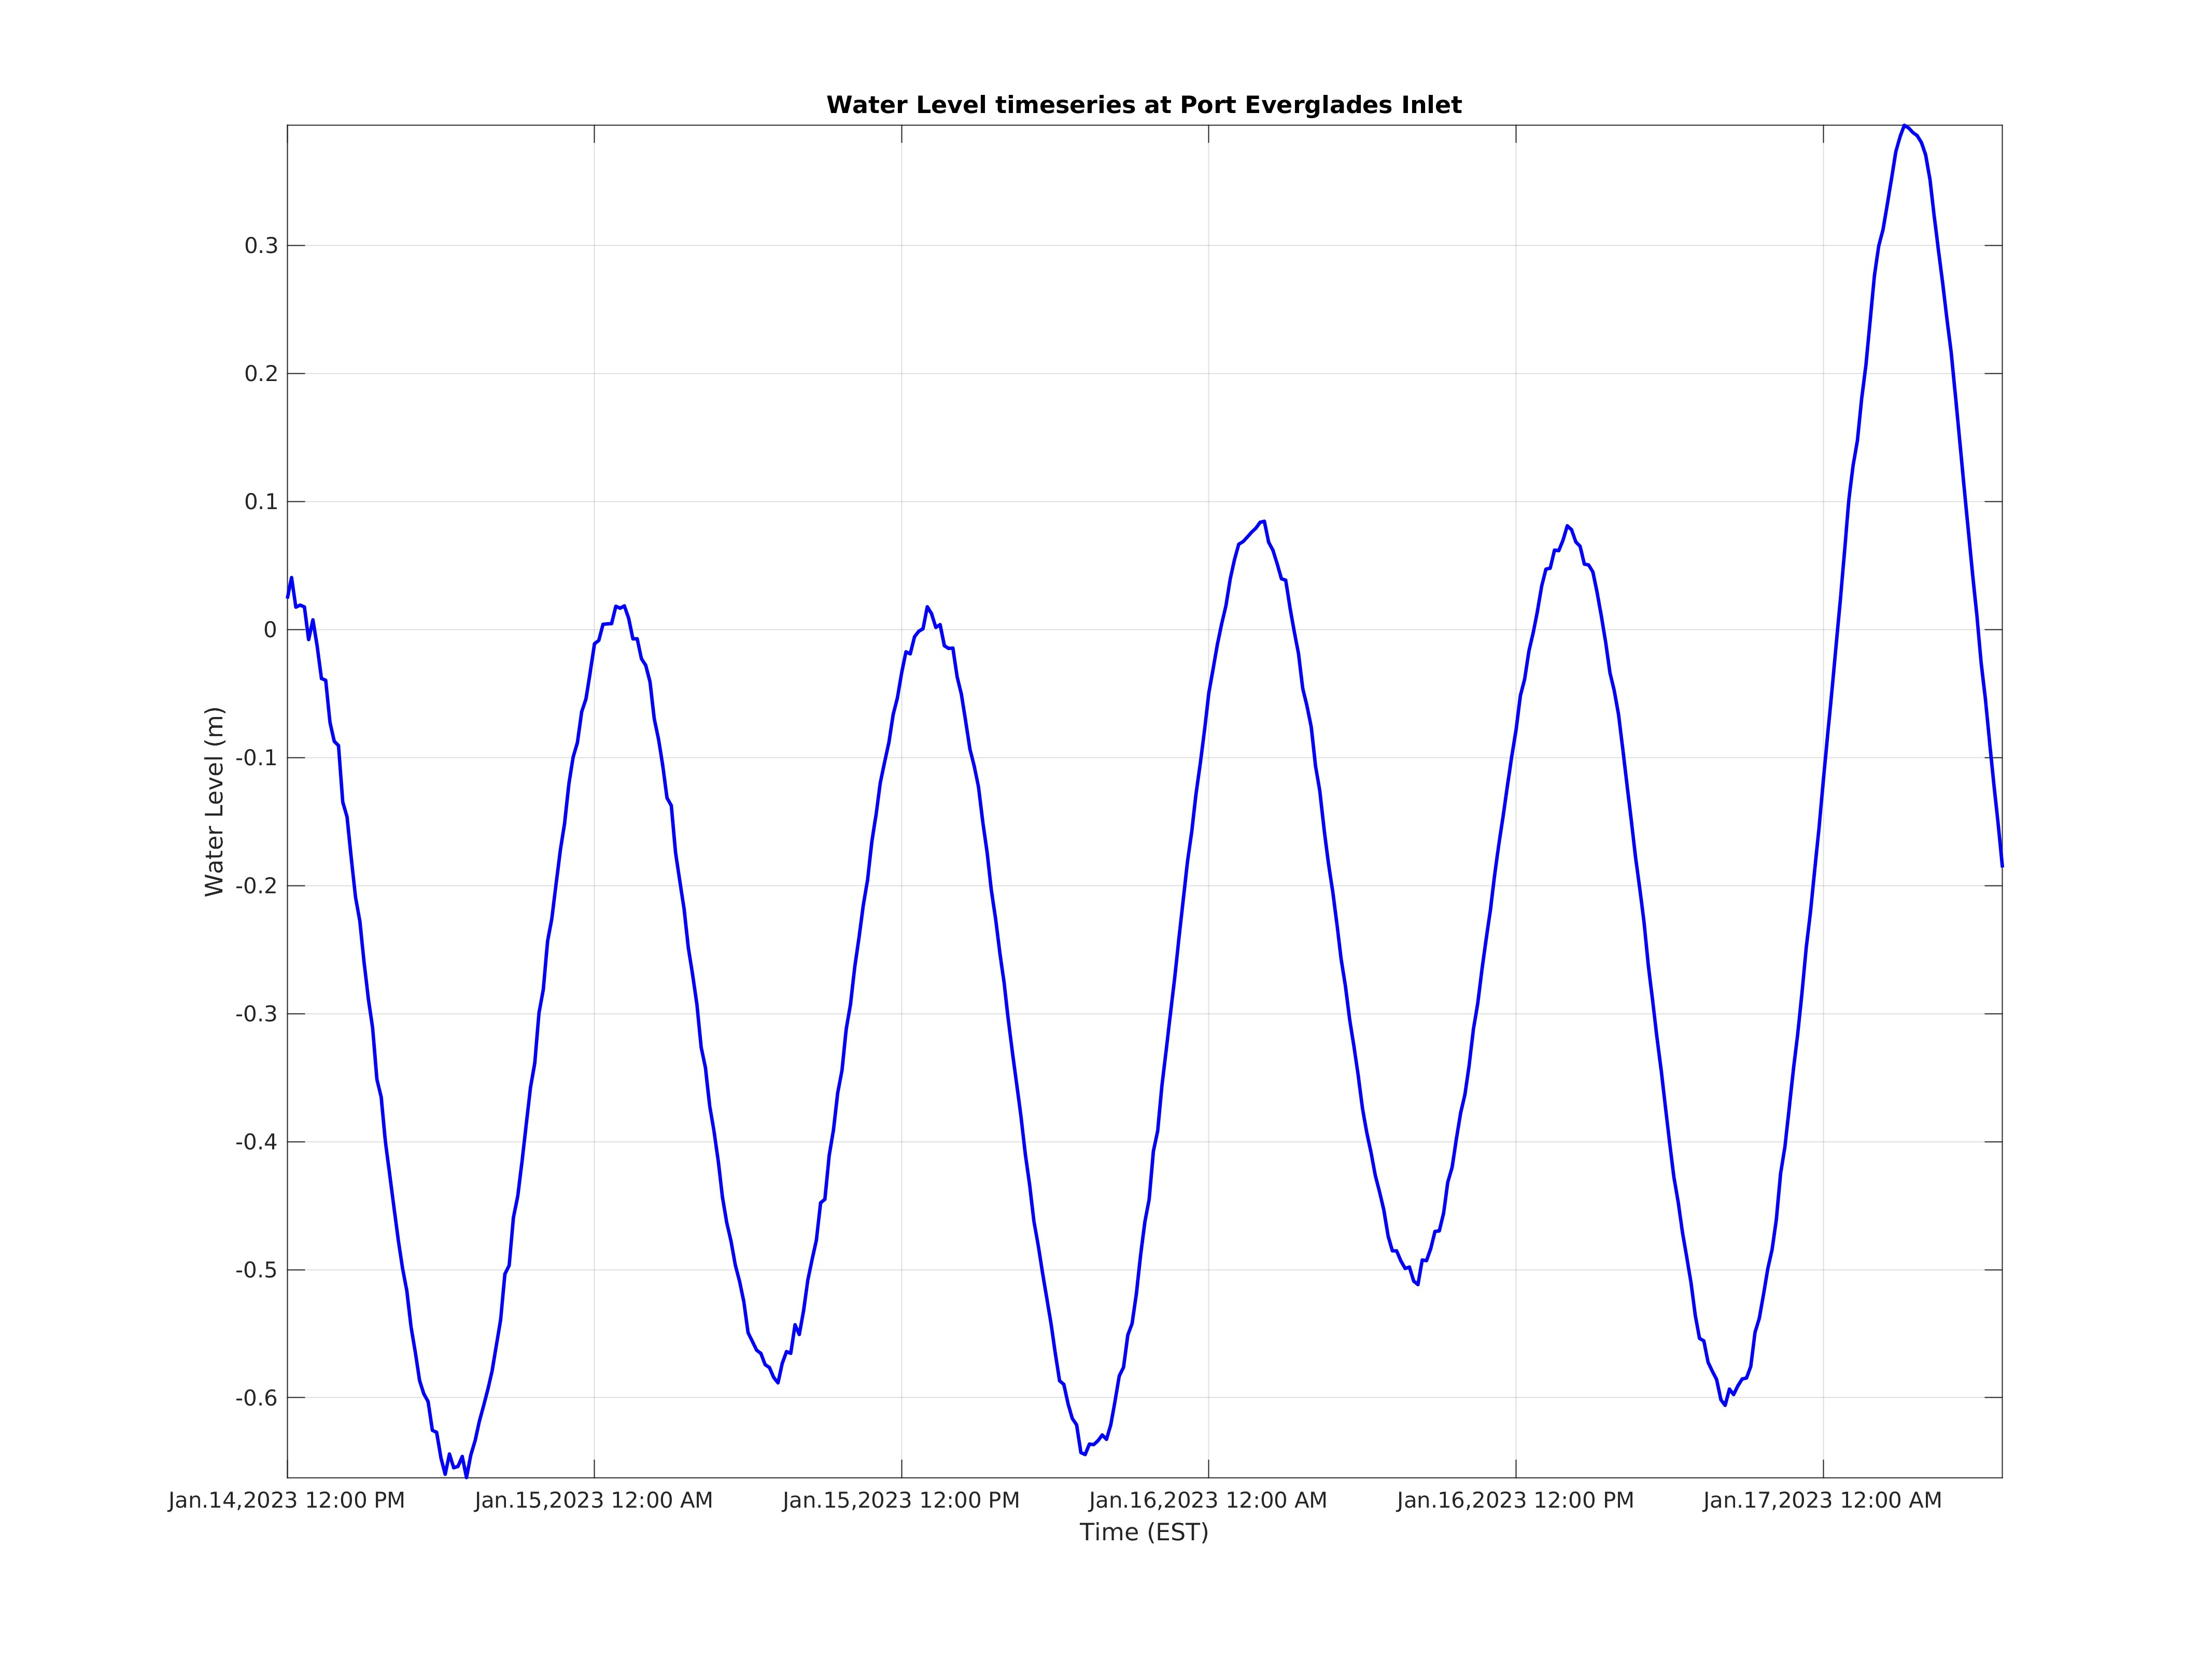 Water Level timeseries at Port Everglades Inlet
0.3
0.2
0.1
0
-0.1
-0.2
-0.3
-0.4
-0.5
-0.6
Water Level (m)
Jan.14,2023 12:00 PM
Jan.15,2023 12:00 AM
Jan.15,2023 12:00 PM
Jan.16,2023 12:00 AM
Jan.16,2023 12:00 PM
Jan.17,2023 12:00 AM
Time (EST)